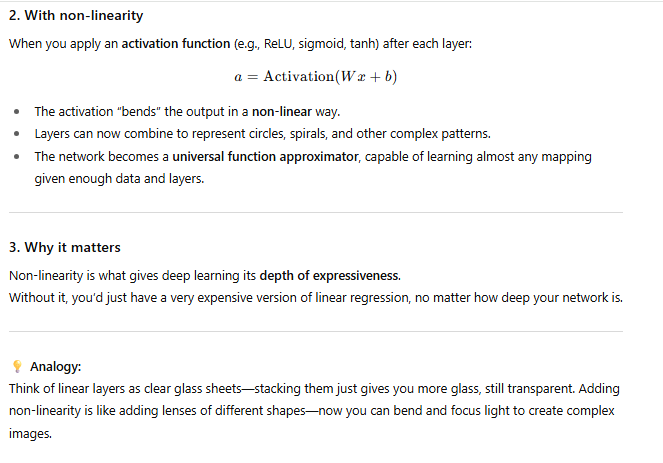 2. With non-linearity
When you apply an activation function (e.g., ReLU, sigmoid, tanh) after each layer:
a = Activation(Wx + b)
• The activation “bends” the output in a non-linear way.
• Layers can now combine to represent circles, spirals, and other complex patterns.
• The network becomes a universal function approximator, capable of learning almost any mapping
given enough data and layers.
3. Why it matters
Non-linearity is what gives deep learning its depth of expressiveness.
Without it, you’d just have a very expensive version of linear regression, no matter how deep your network is.
💡 Analogy:
Think of linear layers as clear glass sheets—stacking them just gives you more glass, still transparent. Adding
non-linearity is like adding lenses of different shapes—now you can bend and focus light to create complex
images.